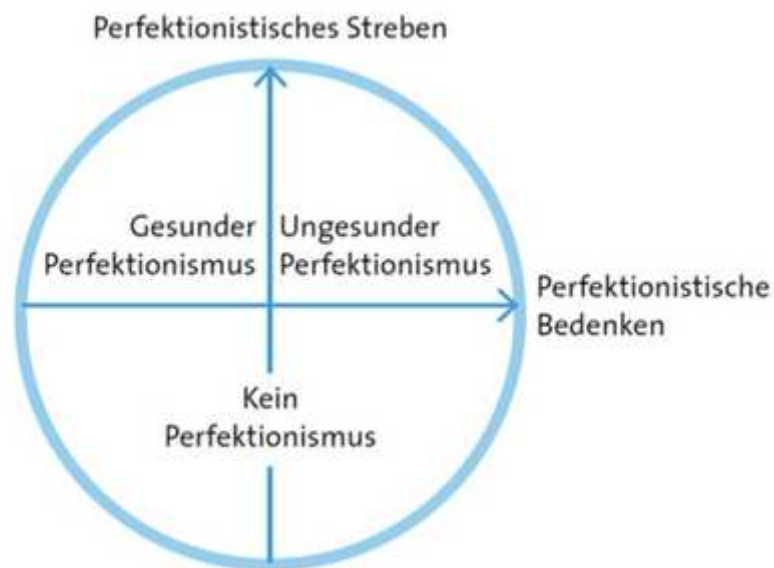 Perfektionistisches Streben
Gesunder
Perfektionismus
Ungesunder
Perfektionismus
Perfektionistische
Bedenken
Kein
Perfektionismus